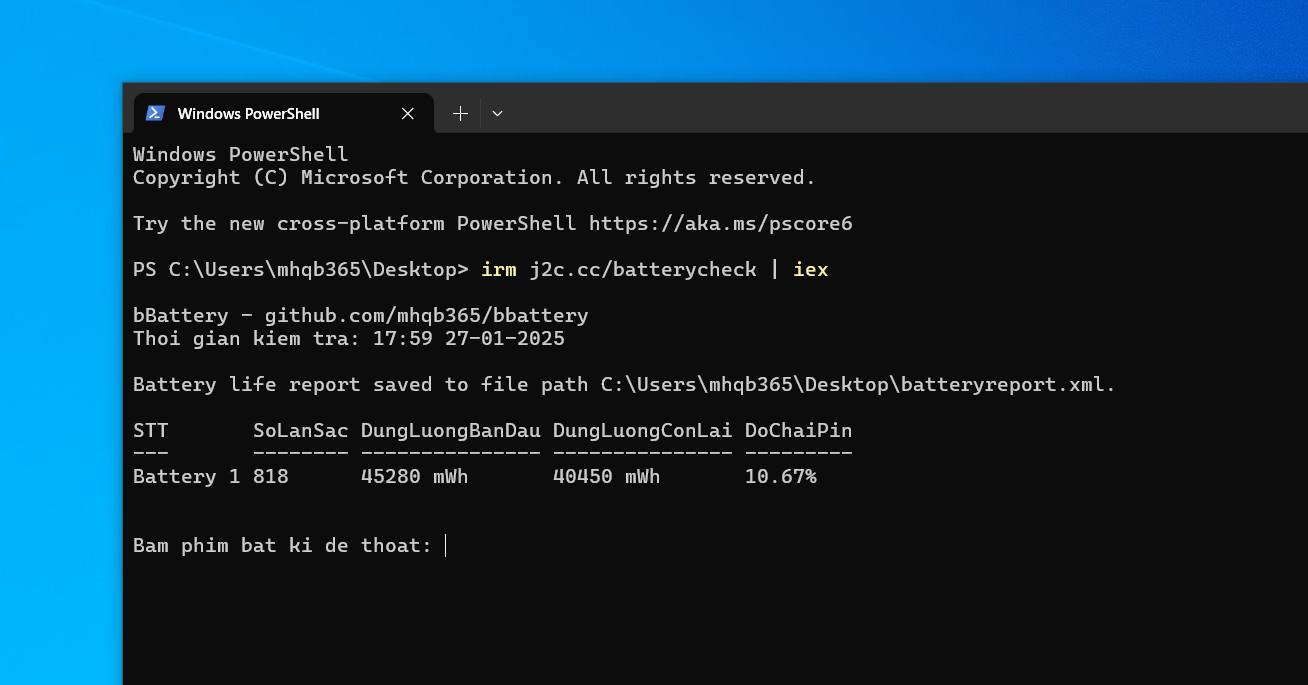 Windows PowerShell
Windows PowerShell
Copyright (C) Microsoft Corporation. All rights reserved.
Try the new cross-platform PowerShell https://aka.ms/pscore6
PS C:\Users\mhqb365\Desktop> irm j2c.cc/batterycheck | iex
bBattery - github.com/mhqb365/bbattery
Thoi gian kiem tra: 17:59 27-01-2025
Battery life report saved to file path C:\Users\mhqb365\Desktop\batteryreport.xml.
STT       SoLanSac DungLuongBanDau DungLuongConLai DoChaiPin
---       -------- --------------- --------------- ---------
Battery 1 818      45280 mWh       40450 mWh       10.67%
Bam phim bat ki de thoat: